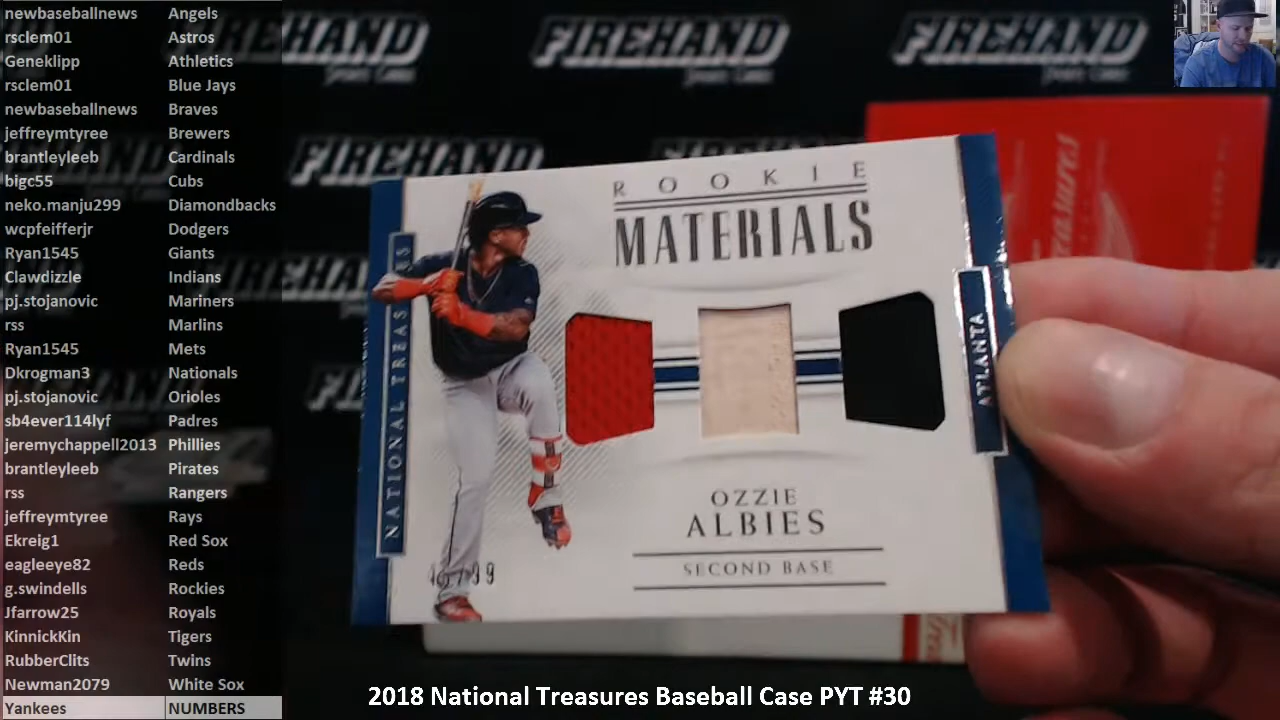 newbaseballnews Angels
rsclem01 Astros
Geneklipp Athletics
rsclem01 Blue Jays
newbaseballnews Braves
jeffreymtyree Brewers
brantleyleeb Cardinals
bigc55 Cubs
neko.manju299 Diamondbacks
wcpfeifferjr Dodgers
Ryan1545 Giants
Clawdizzle Indians
pj.stojanovic Mariners
rss Marlins
Ryan1545 Mets
Dkrogman3 Nationals
pj.stojanovic Orioles
sb4ever114lyf Padres
jeremychappell2013 Phillies
brantleyleeb Pirates
rss Rangers
jeffreymtyree Rays
Ekreig1 Red Sox
eagleeye82 Reds
g.swindells Rockies
Jfarrow25 Royals
KinnickKin Tigers
RubberClits Twins
Newman2079 White Sox
Yankees NUMBERS
FIREHAND
FIREHAND
FIREHAND
FIREHAND
ROOKIE
MATERIALS
NATIONAL TREASURES
ATLANTA
OZZIE
ALBIES
SECOND BASE
2018 National Treasures Baseball Case PYT #30